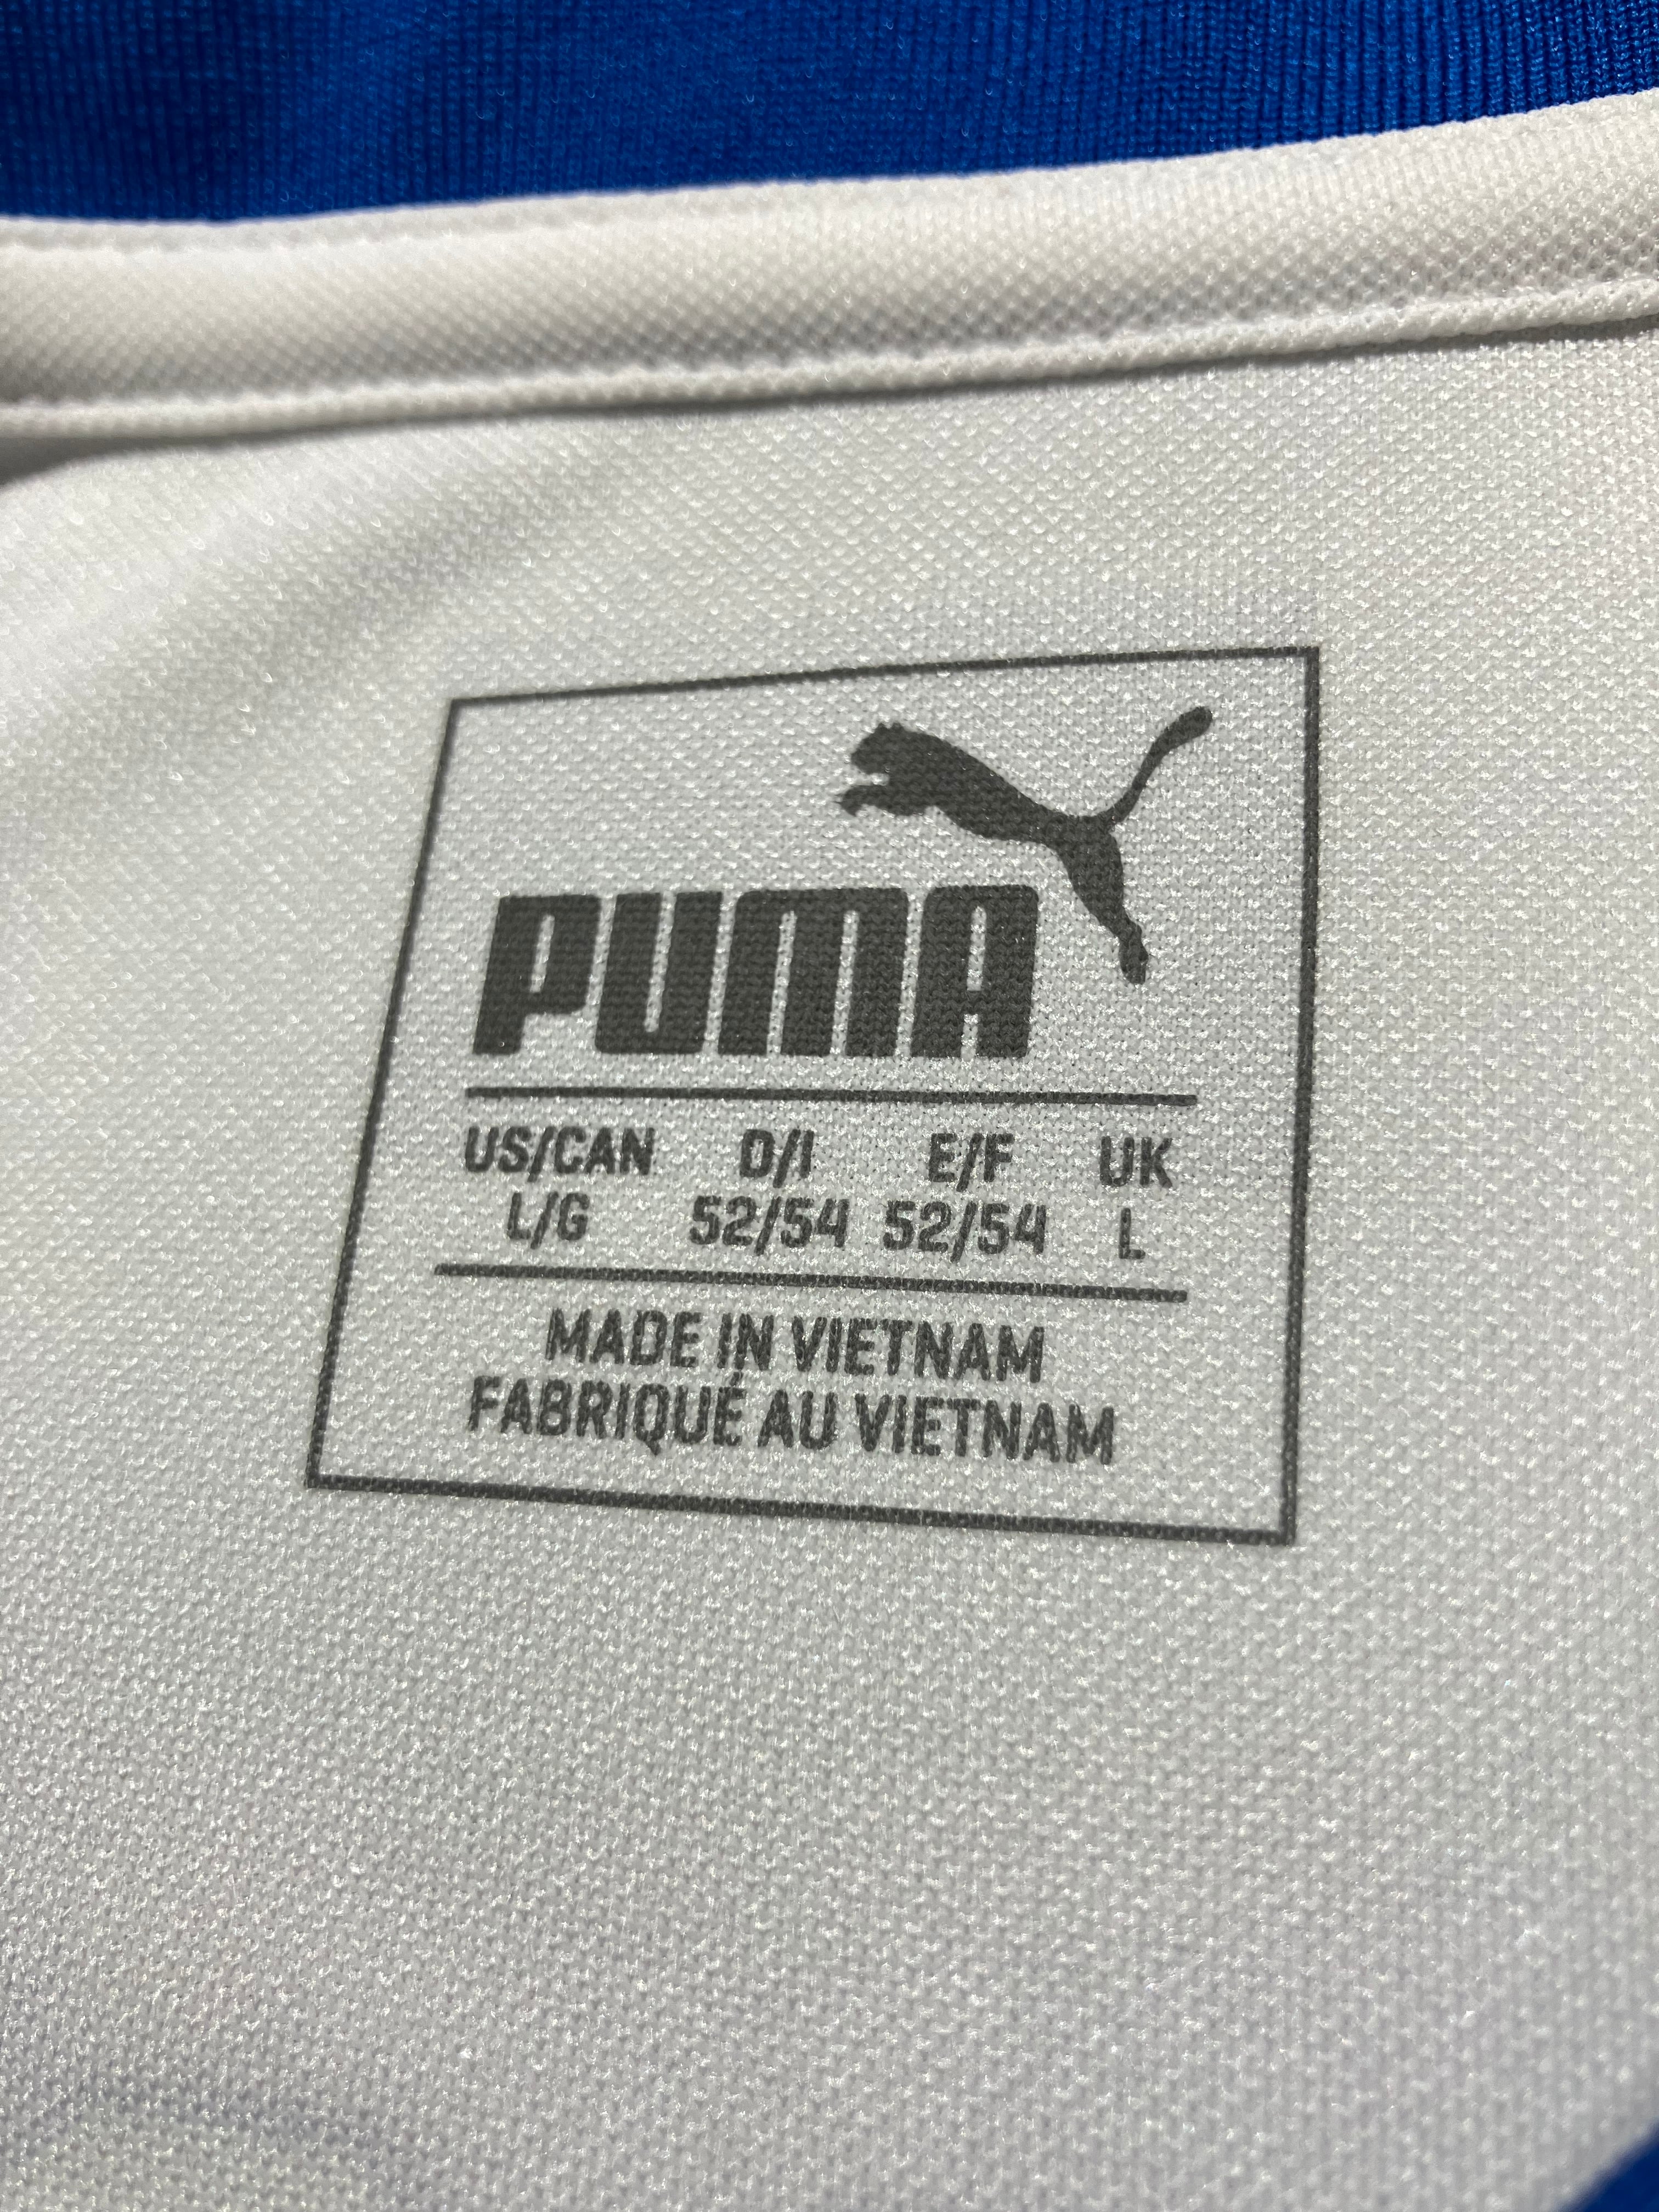 PUMA
US/CAN D/I E/F UK
L/G 52/54 52/54 L
MADE IN VIETNAM
FABRIQUÉ AU VIETNAM